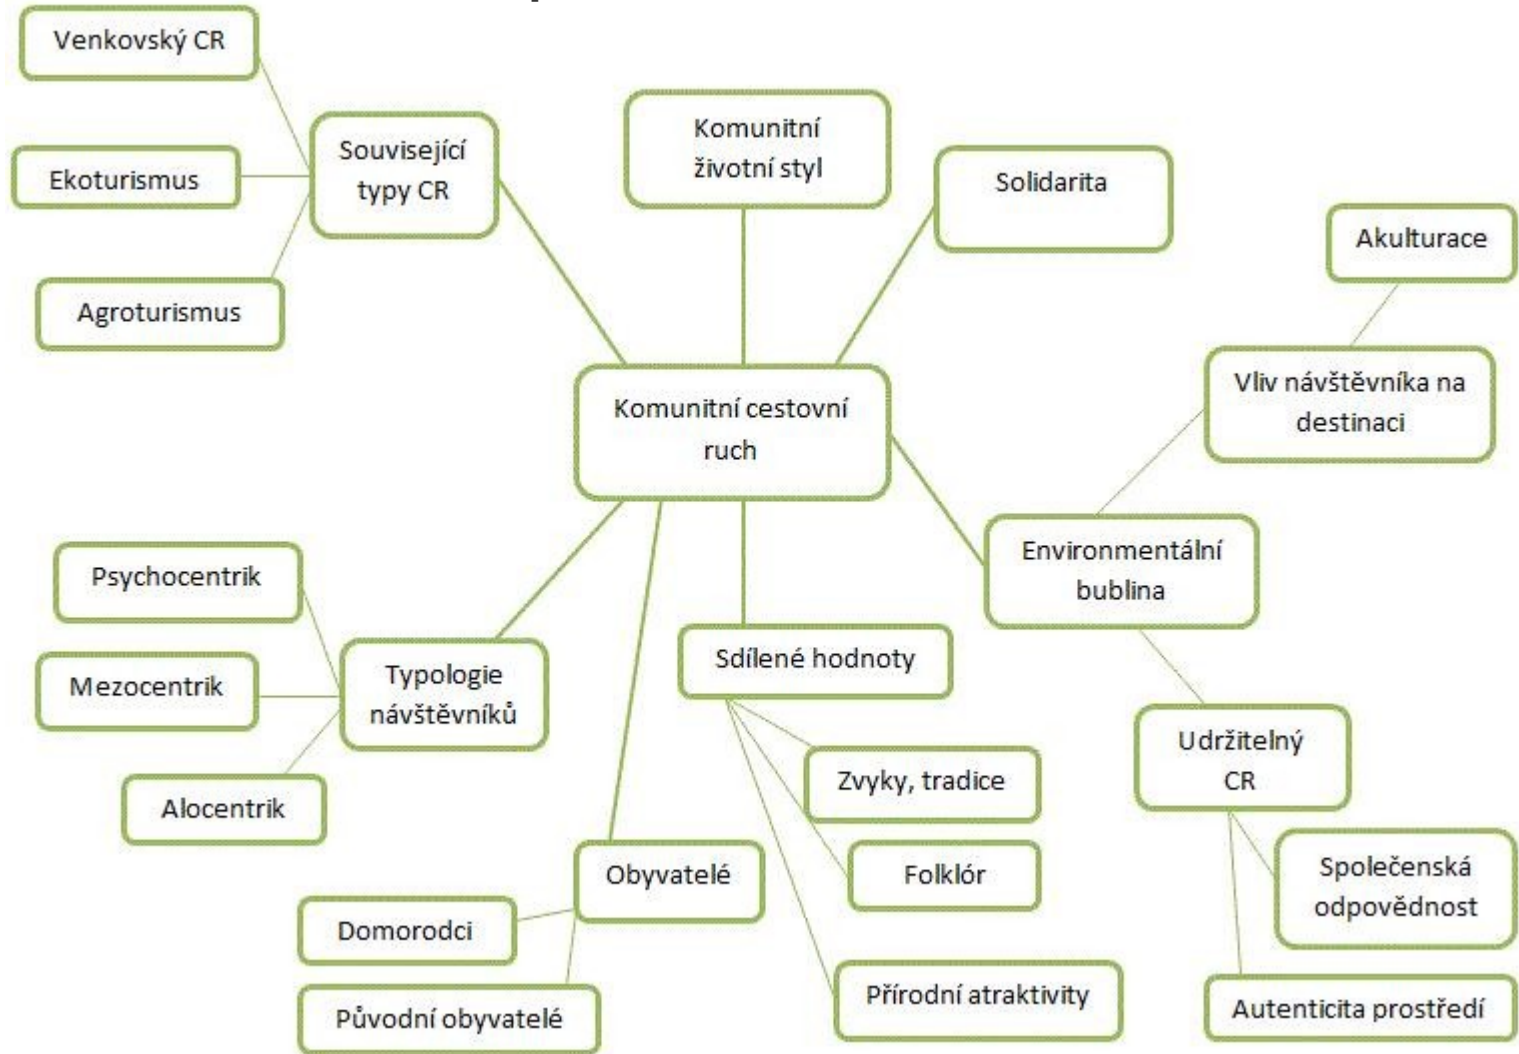 Venkovský CR
Ekoturismus
Agroturismus
Související
typy CR
Komunitní
životní styl
Solidarita
Akulturace
Vliv návštěvníka na
destinaci
Komunitní cestovní
ruch
Environmentální
bublina
Psychocentrik
Mezocentrik
Alocentrik
Typologie
návštěvníků
Sdílené hodnoty
Zvyky, tradice
Folklór
Přírodní atraktivity
Obyvatelé
Domorodci
Původní obyvatelé
Udržitelný
CR
Společenská
odpovědnost
Autenticita prostředí